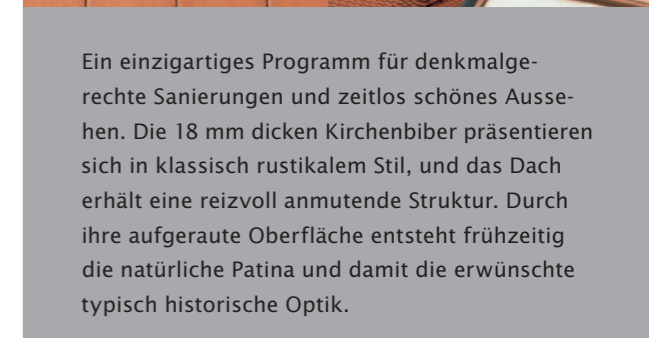 Ein einzigartiges Programm für denkmalge-
rechte Sanierungen und zeitlos schönes Ausse-
hen. Die 18 mm dicken Kirchenbiber präsentieren
sich in klassisch rustikalem Stil, und das Dach
erhält eine reizvoll anmutende Struktur. Durch
ihre aufgeraute Oberfläche entsteht frühzeitig
die natürliche Patina und damit die erwünschte
typisch historische Optik.